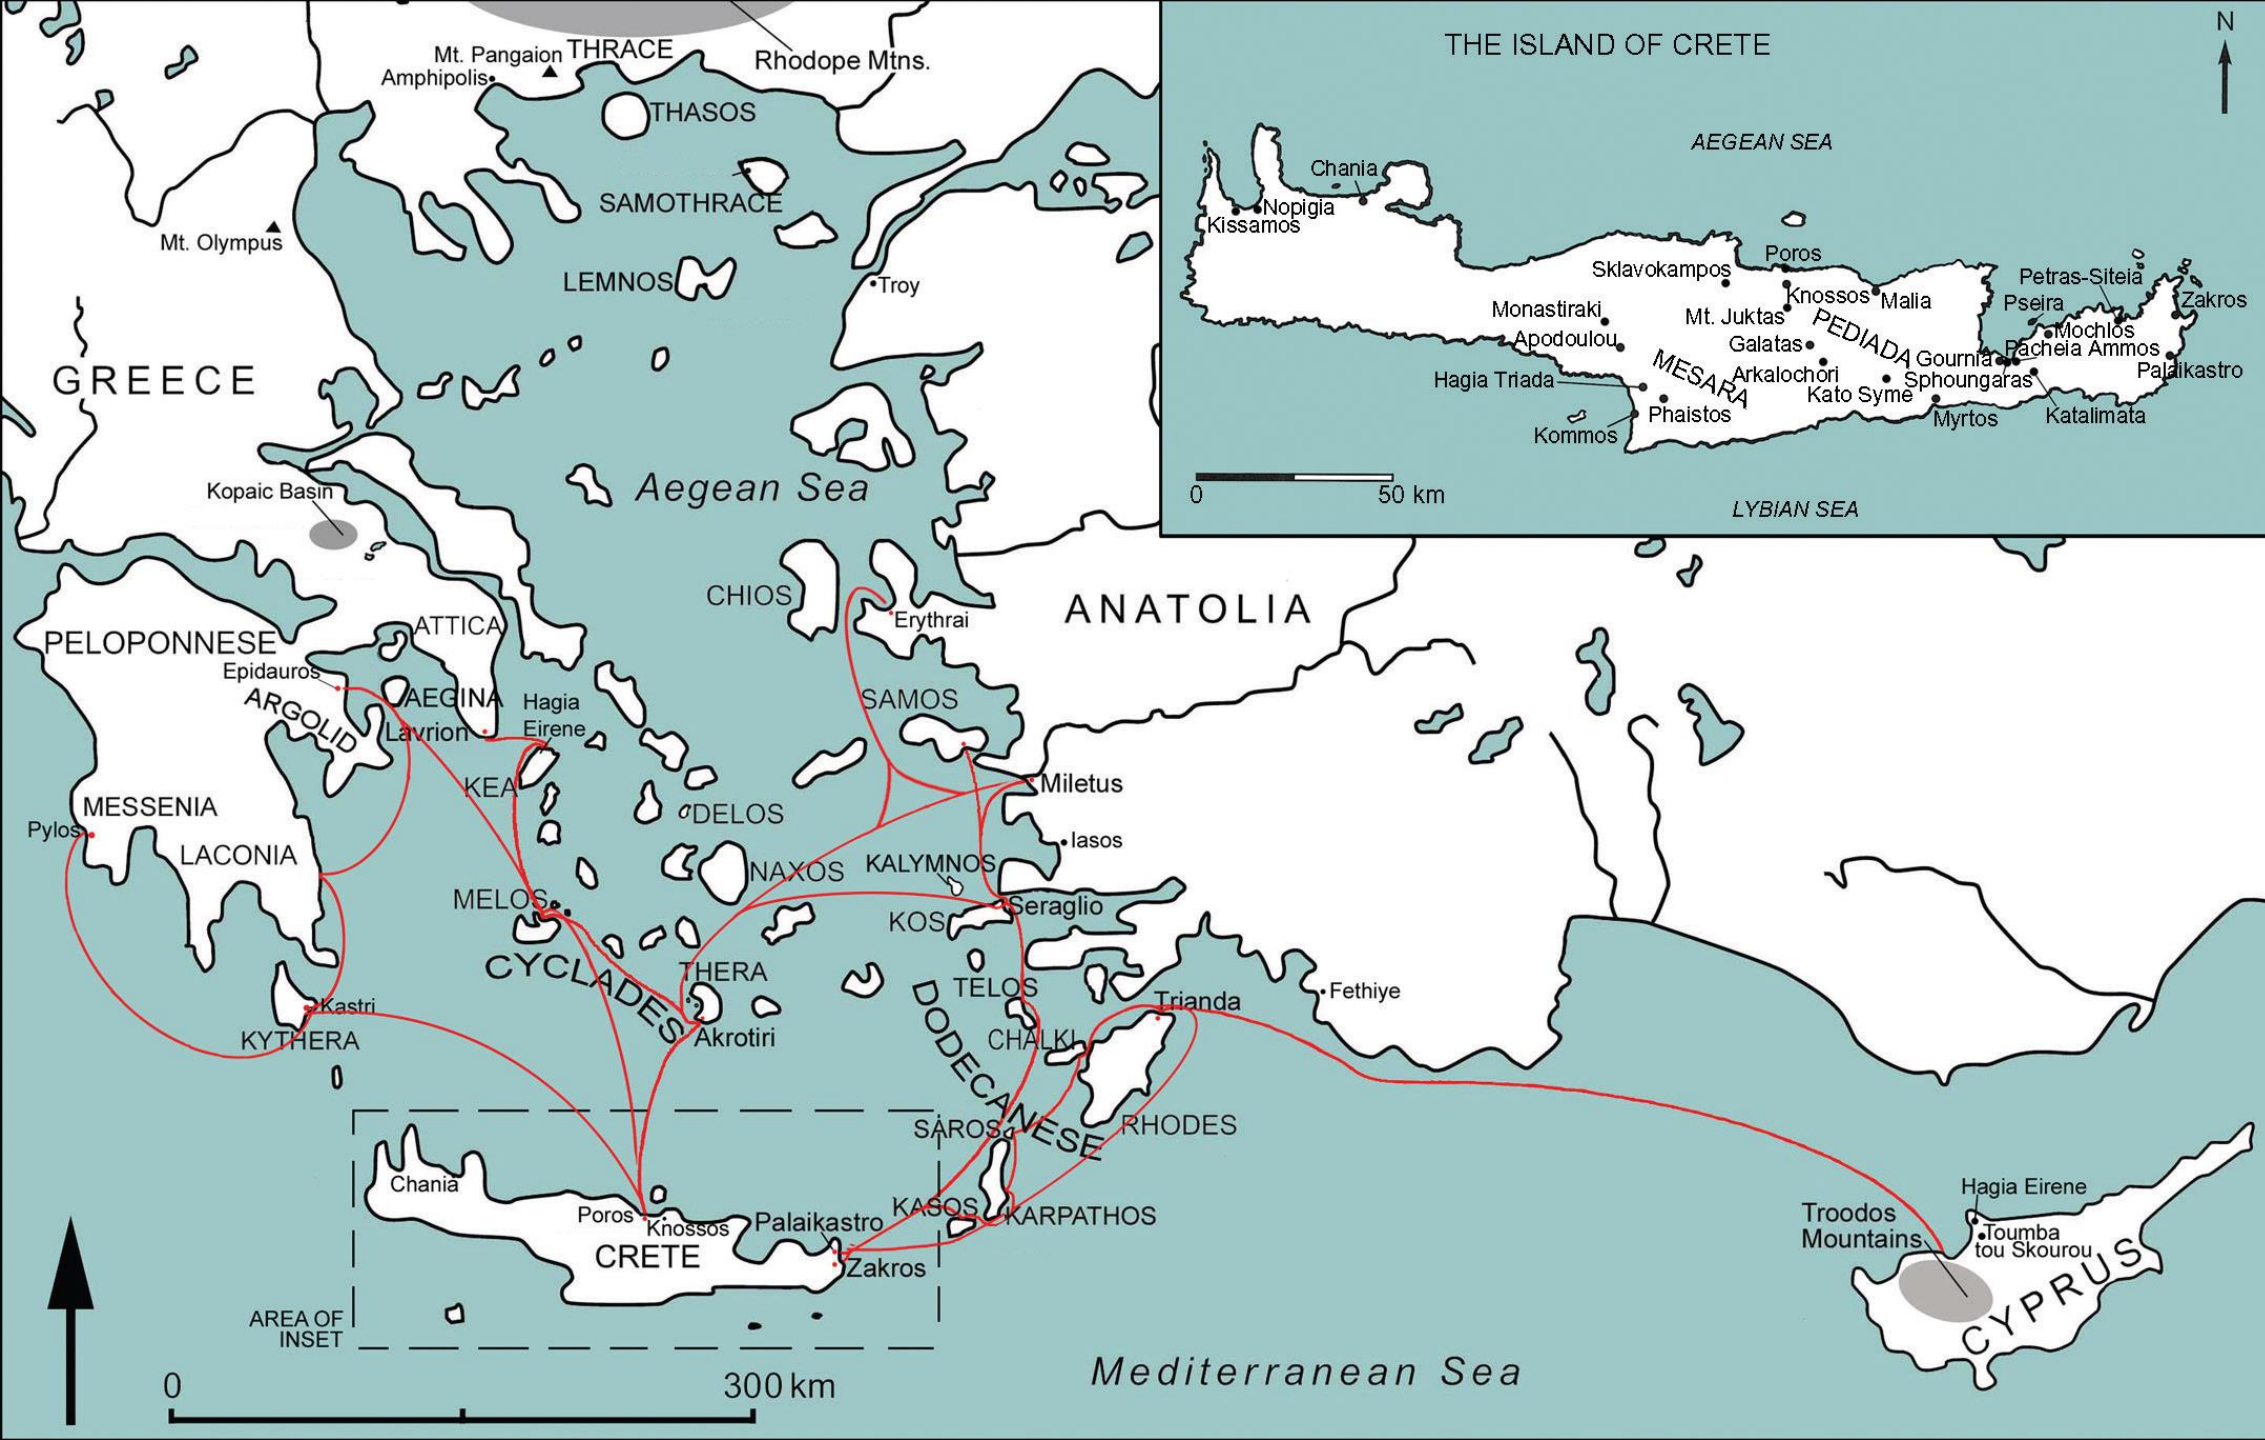 Mt. Pangaion
THRACE
Amphipolis
Rhodope Mtns.
THASOS
SAMOTHRACE
Mt. Olympus
LEMNOS
Troy
GREECE
Kopaic Basin
Aegean Sea
CHIOS
Erythrai
ANATOLIA
ATTICA
PELOPONNESE
Epidauros
ARGOLID
AEGINA
Lavrion
Hagia
Eirene
SAMOS
KEA
Miletus
MESSENIA
DELOS
Pylos
Iasos
LACONIA
NAXOS
KALYMNOS
MELOS
KOS
Seraglio
CYCLADES
THERA
TELOS
DODECANESE
Trianda
Fethiye
Kastri
KYTHERA
Akrotiri
CHALKI
SAROS
RHODES
Chania
KASOS
KARPATHOS
Poros
Knossos
Palaikastro
CRETE
Zakros
AREA OF
INSET
Hagia Eirene
Troodos
Mountains
Toumba
tou Skourou
CYPRUS
Mediterranean Sea
0 300 km
THE ISLAND OF CRETE
N
AEGEAN SEA
Chania
Nopigia
Kissamos
Poros
Sklavokampos
Petras-Siteia
Knossos
Malia
Pseira
Zakros
Monastiraki
Mt. Juktas
PEDIADA
Mochlos
Apodoulou
Galatas
Gournia
Pacheia Ammos
MESARA
Arkalochori
Hagia Triada
Sphoungaras
Palaikastro
Kato Syme
Phaistos
Myrtos
Katalimata
Kommos
0 50 km
LYBIAN SEA